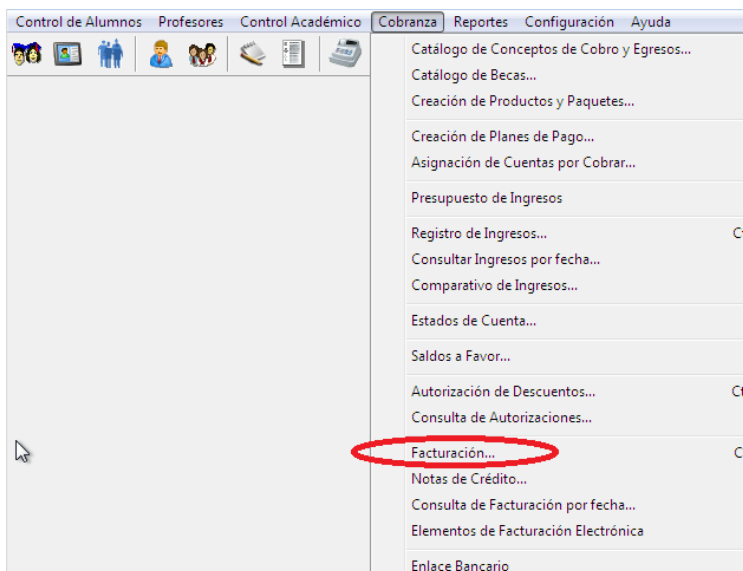 Control de Alumnos Profesores Control Académico Cobranza Reportes Configuración Ayuda
Catálogo de Conceptos de Cobro y Egresos...
Catálogo de Becas...
Creación de Productos y Paquetes...
Creación de Planes de Pago...
Asignación de Cuentas por Cobrar...
Presupuesto de Ingresos
Registro de Ingresos...
Consultar Ingresos por fecha...
Comparativo de Ingresos...
Estados de Cuenta...
Saldos a Favor...
Autorización de Descuentos...
Consulta de Autorizaciones...
Facturación...
Notas de Crédito...
Consulta de Facturación por fecha...
Elementos de Facturación Electrónica
Enlace Bancario